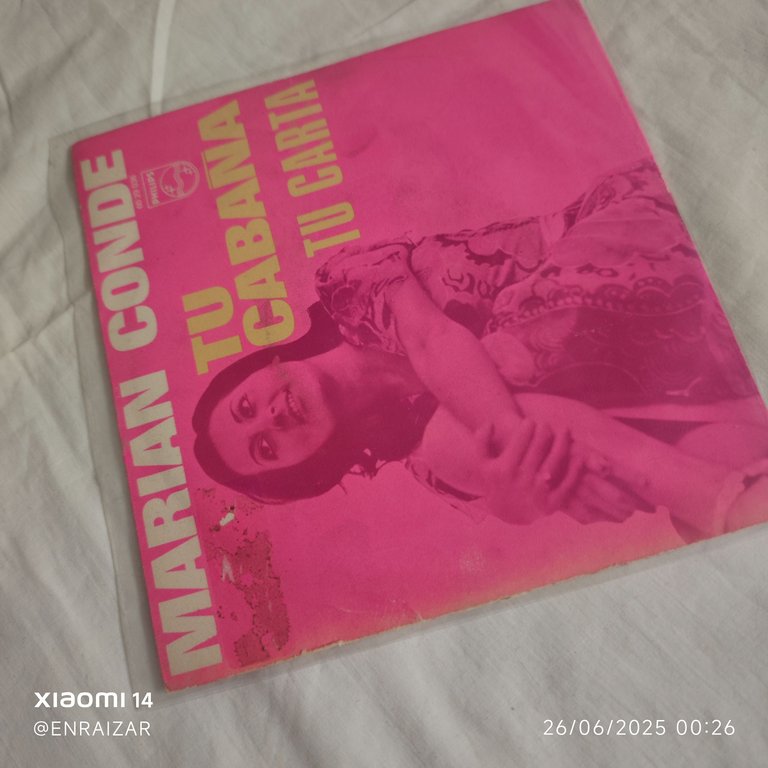 MARIAN CONDE
PHILIPS
TU
CABAÑA
TU CARTA
XIAOMI 14
@ENRAIZAR
26/06/2025 00:26